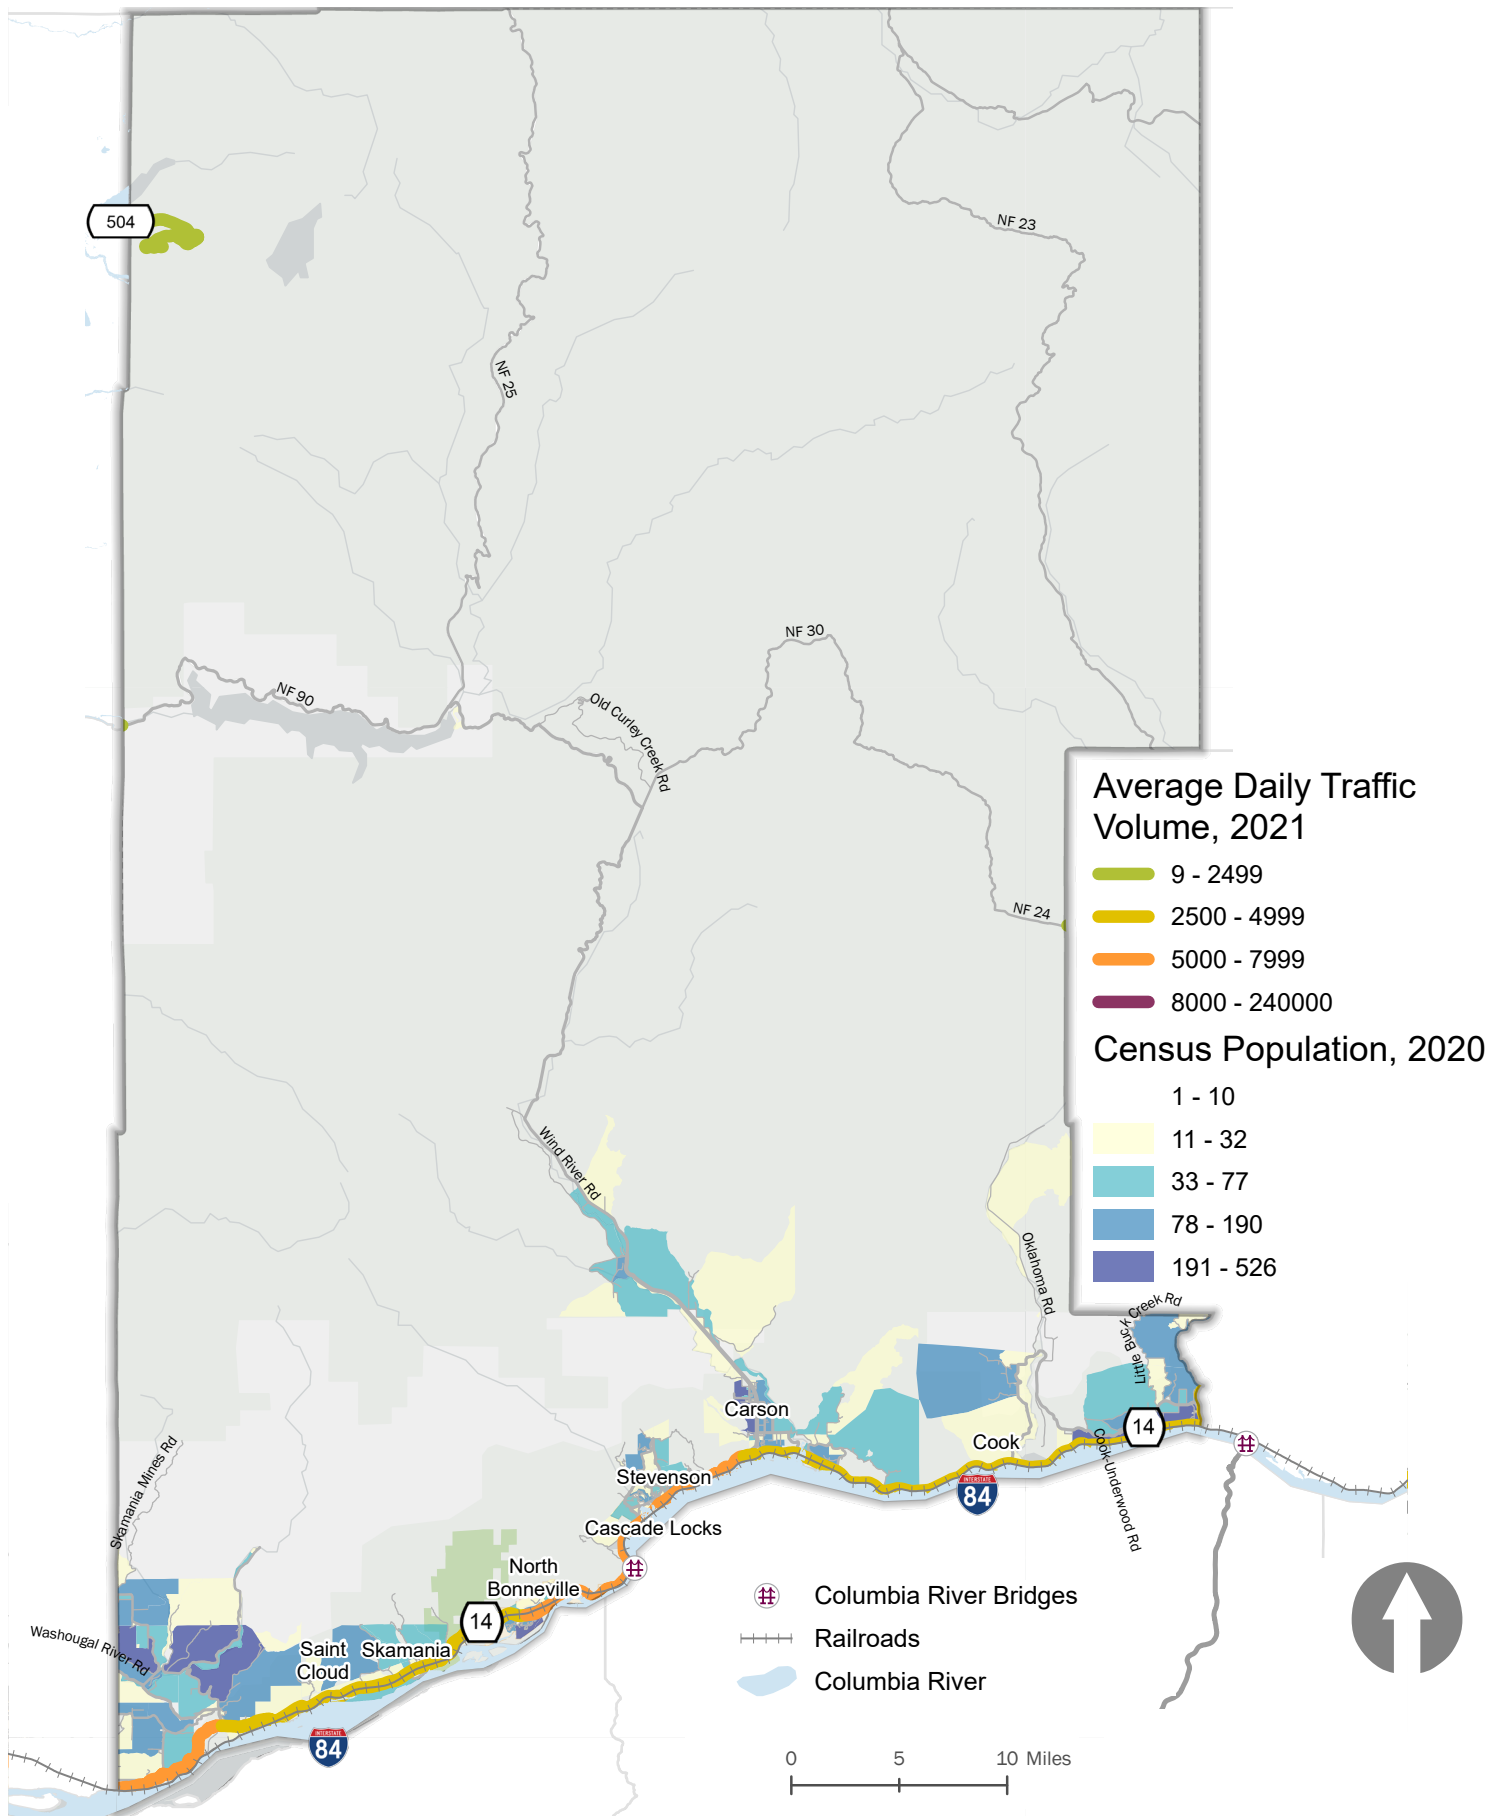 504
NF 23
NF 25
NF 30
NF 90
Old Curley Creek Rd
Average Daily Traffic
Volume, 2021
9 - 2499
2500 - 4999
5000 - 7999
8000 - 240000
NF 24
Census Population, 2020
1 - 10
11 - 32
33 - 77
78 - 190
191 - 526
Wind River Rd
Oklahoma Rd
Little Buck Creek Rd
Carson
14
Cook
Cook-Underwood Rd
Skamania Mines Rd
Stevenson
INTERSTATE
84
Cascade Locks
North
Bonneville
14
Columbia River Bridges
Railroads
Columbia River
Washougal River Rd
Saint
Cloud
Skamania
INTERSTATE
84
0 5 10 Miles